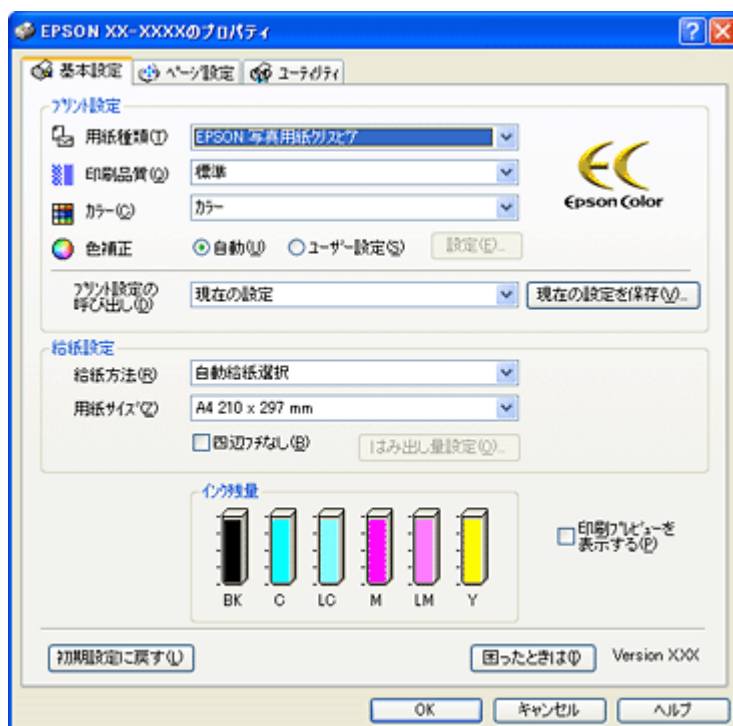 EPSON XX-XXXXのプロパティ
基本設定 ページ設定 ユーティリティ
プリント設定
用紙種類(T) EPSON 写真用紙クリスピア
印刷品質(Q) 標準
カラー(C) カラー
Epson Color
色補正 自動(U) ユーザー設定(S) 設定(E)...
プリント設定の
呼び出し(D) 現在の設定 現在の設定を保存(V)...
給紙設定
給紙方法(R) 自動給紙選択
用紙サイズ(Z) A4 210 x 297 mm
四辺フチなし(B) はみ出し量設定(O)...
インク残量
BK C LC M LM Y
印刷プレビューを
表示する(P)
初期設定に戻す(L) 困ったときは(I) Version XXX
OK キャンセル ヘルプ